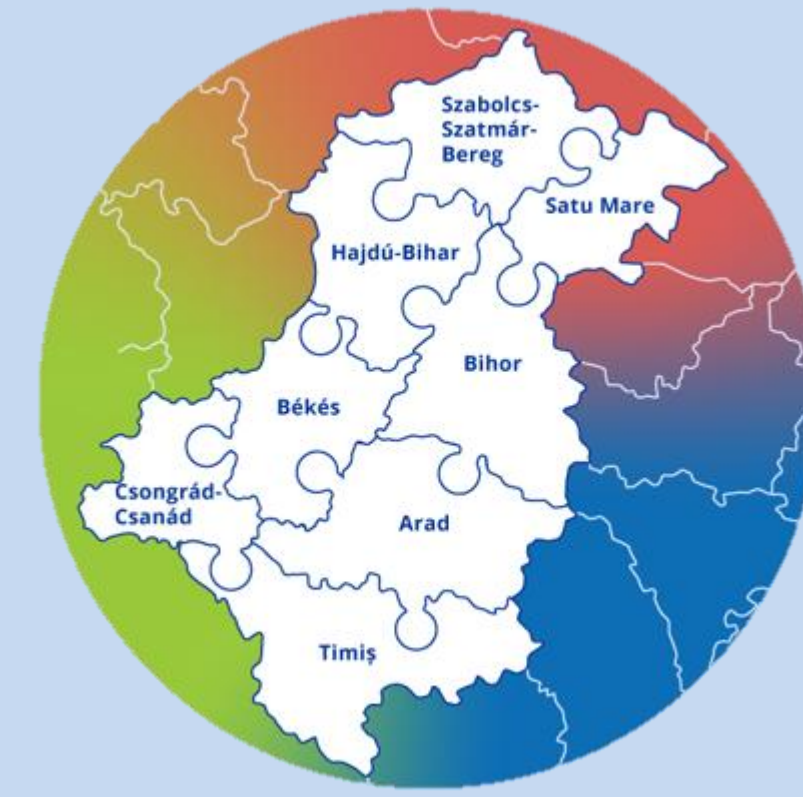 Szabolcs-
Szatmár-
Bereg
Satu Mare
Hajdú-Bihar
Bihor
Békés
Csongrád-
Csanád
Arad
Timiș